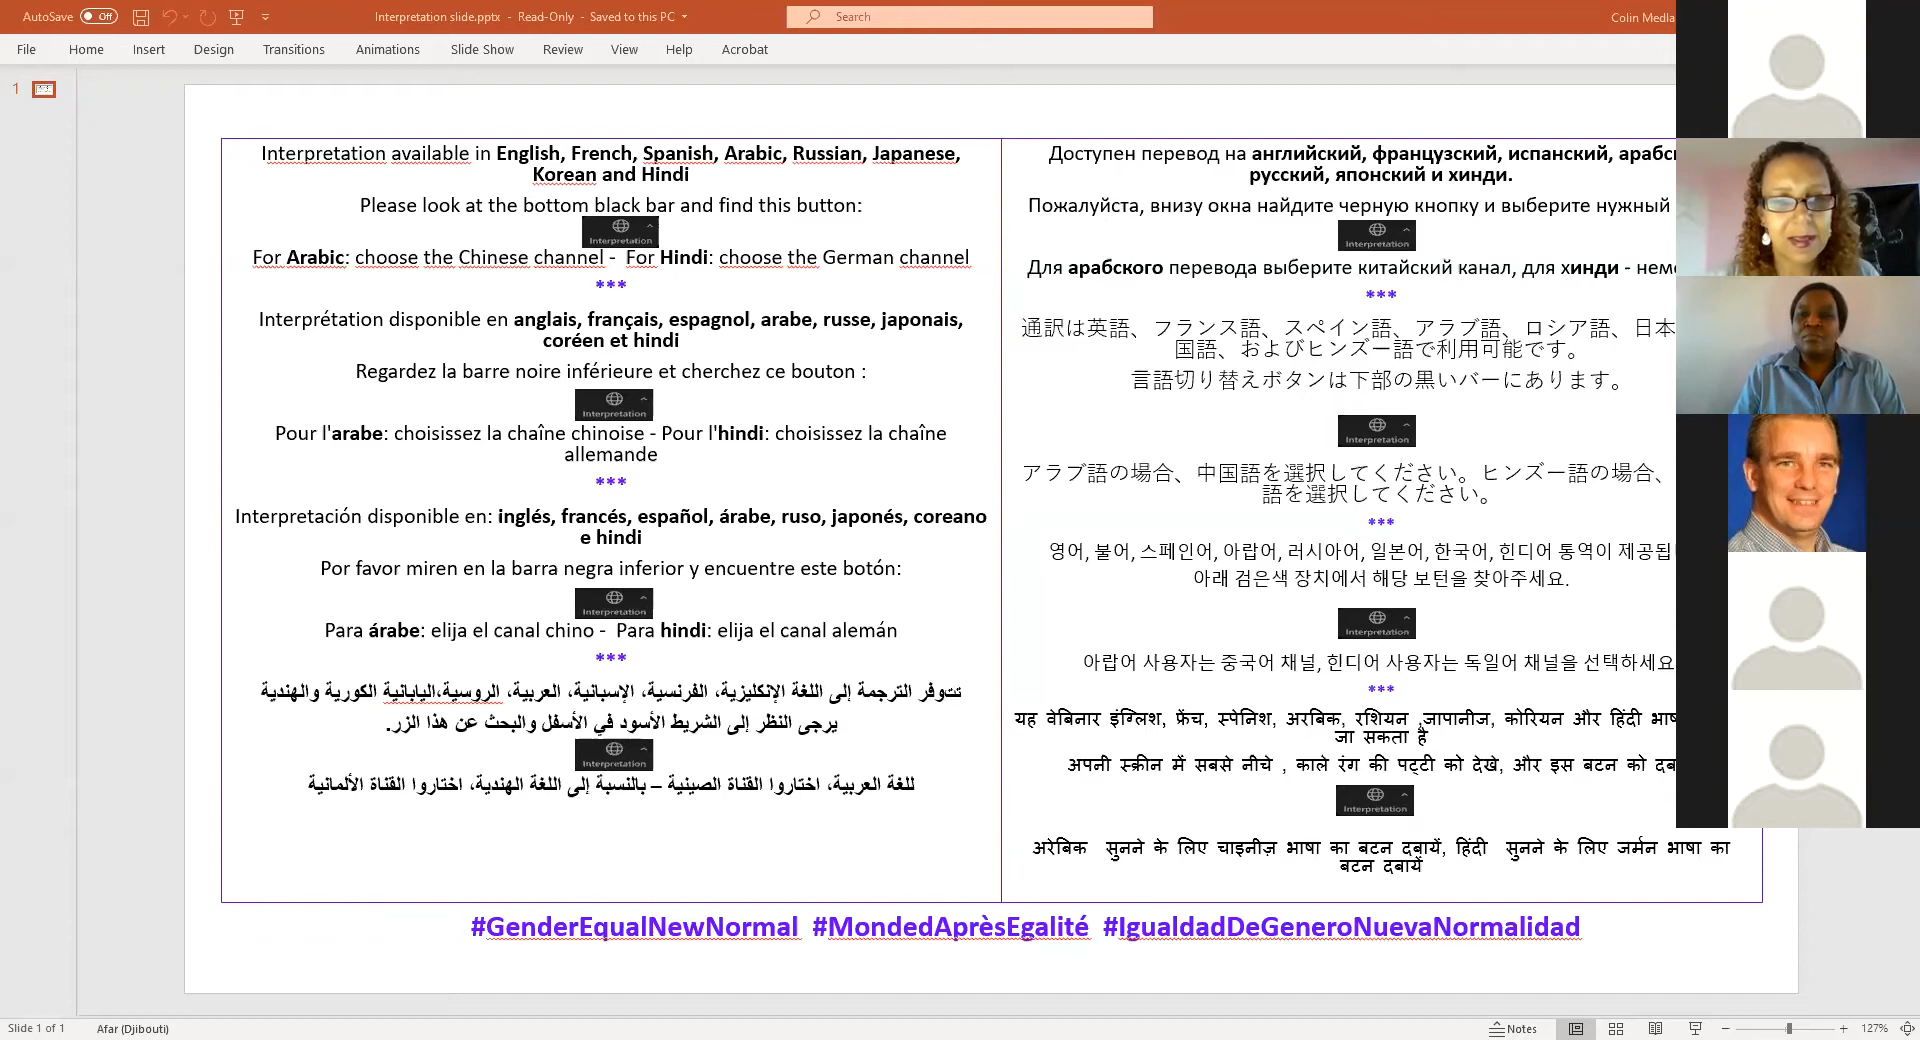 AutoSave Off
Interpretation slide.pptx - Read-Only - Saved to this PC
Search
Colin Media
File Home Insert Design Transitions Animations Slide Show Review View Help Acrobat
1
Interpretation available in English, French, Spanish, Arabic, Russian, Japanese,
Korean and Hindi
Please look at the bottom black bar and find this button:
Interpretation
For Arabic: choose the Chinese channel - For Hindi: choose the German channel
***
Interprétation disponible en anglais, français, espagnol, arabe, russe, japonais,
coréen et hindi
Regardez la barre noire inférieure et cherchez ce bouton :
Interpretation
Pour l'arabe: choisissez la chaîne chinoise - Pour l'hindi: choisissez la chaîne
allemande
***
Interpretación disponible en: inglés, francés, español, árabe, ruso, japonés, coreano
e hindi
Por favor miren en la barra negra inferior y encuentre este botón:
Interpretation
Para árabe: elija el canal chino - Para hindi: elija el canal alemán
***
تتوفر الترجمة إلى اللغة الإنكليزية، الفرنسية، الإسبانية، العربية، الروسية،اليابانية الكورية والهندية
يرجى النظر إلى الشريط الأسود في الأسفل والبحث عن هذا الزر.
Interpretation
للغة العربية، اختاروا القناة الصينية – بالنسبة إلى اللغة الهندية، اختاروا القناة الألمانية
Доступен перевод на английский, французский, испанский,
русский, японский и хинди.
Пожалуйста, внизу окна найдите черную кнопку и выберите нужный
Interpretation
Для арабского перевода выберите китайский канал, для хинди -
***
通訳は英語、フランス語、スペイン語、アラブ語、ロシア語、日本
国語、およびヒンズー語で利用可能です。
言語切り替えボタンは下部の黒いバーにあります。
Interpretation
アラブ語の場合、中国語を選択してください。ヒンズー語の場合、
語を選択してください。
***
영어, 불어, 스페인어, 아랍어, 러시아어, 일본어, 한국어, 힌디어 통역이 제공됩
아래 검은색 장치에서 해당 보턴을 찾아주세요.
Interpretation
아랍어 사용자는 중국어 채널, 힌디어 사용자는 독일어 채널을 선택하세요
***
यह वेबिनार इंग्लिश, फ्रेंच, स्पेनिश, अरबिक, रशियन ,जापानीज, कोरियन और हिंदी
जा सकता है
अपनी स्क्रीन में सबसे नीचे , काले रंग की पट्टी को देखे, और इस बटन को
Interpretation
अरेबिक सुनने के लिए चाइनीज़ भाषा का बटन दबायें, हिंदी सुनने के लिए जर्मन भाषा का
बटन दबायें
#GenderEqualNewNormal #MondedAprèsEgalité #IgualdadDeGeneroNuevaNormalidad
Slide 1 of 1 Afar (Djibouti) Notes 127%